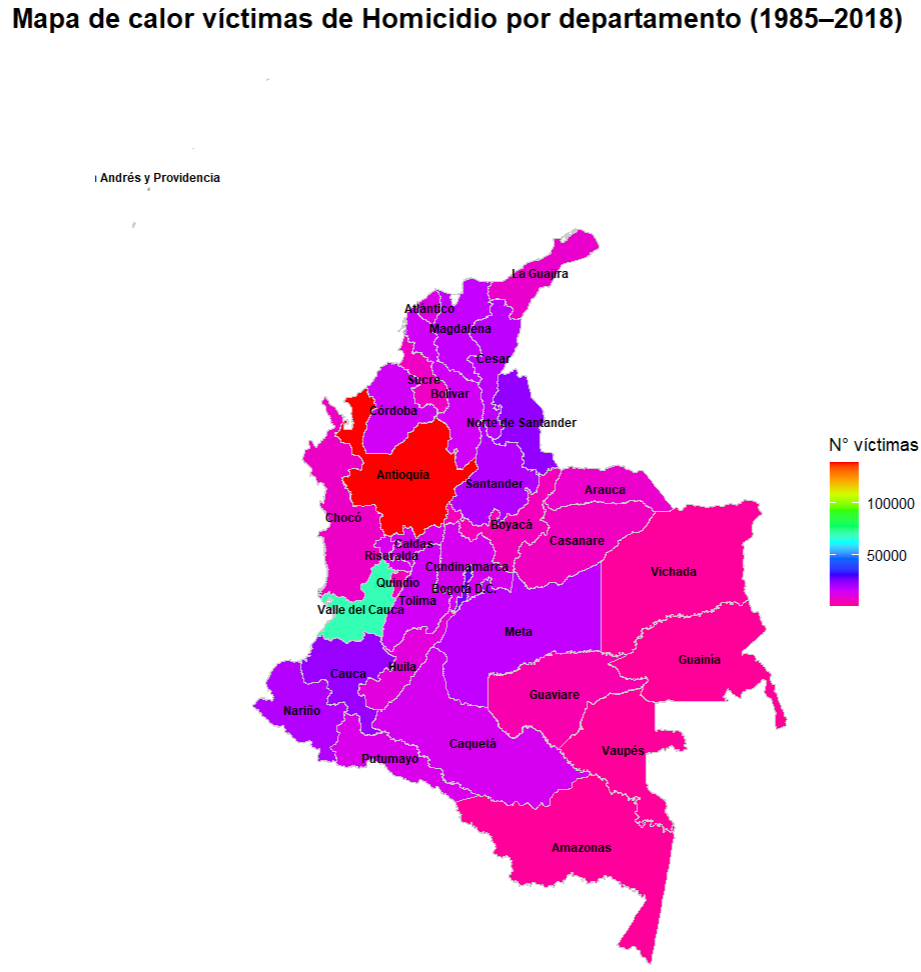 Mapa de calor víctimas de Homicidio por departamento (1985–2018)
Andrés y Providencia
La Guajira
Atlántico
Magdalena
Cesar
Sucre
Bolívar
Córdoba
Norte de Santander
Antioquia
Santander
Arauca
Chocó
Boyacá
Casanare
Caldas
Risaralda
Cundinamarca
Vichada
Quindío
Bogotá D.C.
Tolima
Valle del Cauca
Meta
Guainía
Huila
Cauca
Guaviare
Nariño
Caquetá
Vaupés
Putumayo
Amazonas
N° víctimas
100000
50000